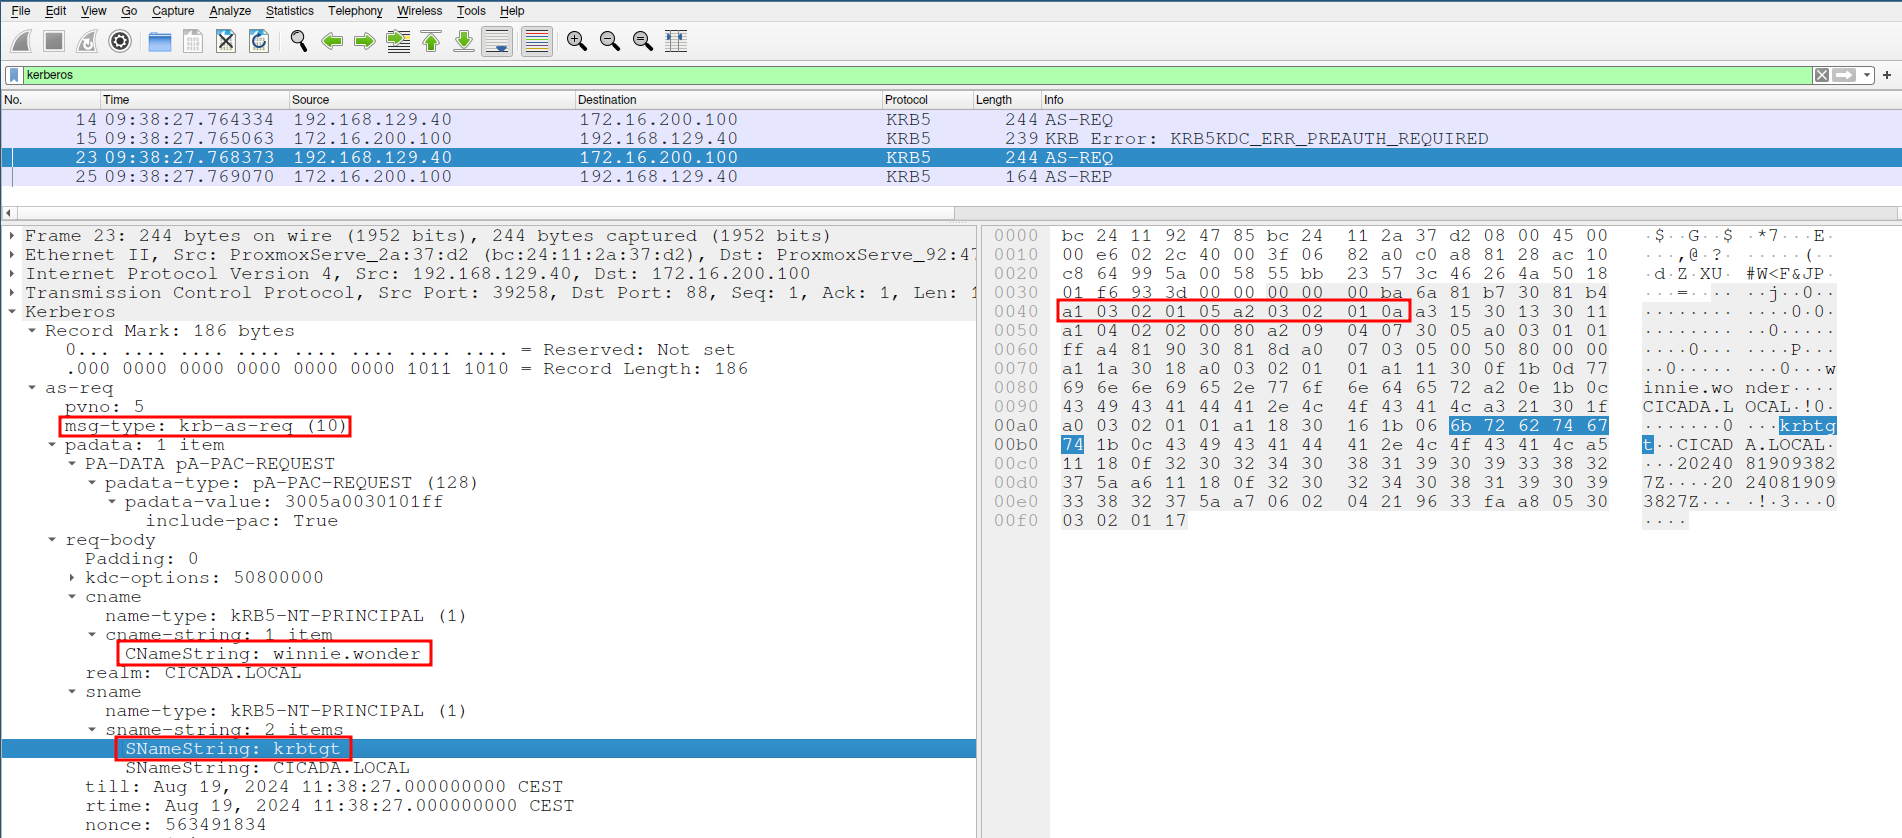 File Edit View Go Capture Analyze Statistics Telephony Wireless Tools Help
kerberos
No. Time Source Destination Protocol Length Info
14 09:38:27.764334 192.168.129.40 172.16.200.100 KRB5 244 AS-REQ
15 09:38:27.765063 172.16.200.100 192.168.129.40 KRB5 239 KRB Error: KRB5KDC_ERR_PREAUTH_REQUIRED
23 09:38:27.768373 192.168.129.40 172.16.200.100 KRB5 244 AS-REQ
25 09:38:27.769070 172.16.200.100 192.168.129.40 KRB5 164 AS-REP
Frame 23: 244 bytes on wire (1952 bits), 244 bytes captured (1952 bits)
Ethernet II, Src: ProxmoxServe_2a:37:d2 (bc:24:11:2a:37:d2), Dst: ProxmoxServe_92:47
Internet Protocol Version 4, Src: 192.168.129.40, Dst: 172.16.200.100
Transmission Control Protocol, Src Port: 39258, Dst Port: 88, Seq: 1, Ack: 1, Len: 1
Kerberos
Record Mark: 186 bytes
0... .... .... .... .... .... .... .... = Reserved: Not set
.000 0000 0000 0000 0000 0000 1011 1010 = Record Length: 186
as-req
pvno: 5
msg-type: krb-as-req (10)
padata: 1 item
PA-DATA pA-PAC-REQUEST
padata-type: pA-PAC-REQUEST (128)
padata-value: 3005a0030101ff
include-pac: True
req-body
Padding: 0
kdc-options: 50800000
cname
name-type: kRB5-NT-PRINCIPAL (1)
cname-string: 1 item
CNameString: winnie.wonder
realm: CICADA.LOCAL
sname
name-type: kRB5-NT-PRINCIPAL (1)
sname-string: 2 items
SNameString: krbtgt
SNameString: CICADA.LOCAL
till: Aug 19, 2024 11:38:27.000000000 CEST
rtime: Aug 19, 2024 11:38:27.000000000 CEST
nonce: 563491834
0000 bc 24 11 92 47 85 bc 24 11 2a 37 d2 08 00 45 00 ·$··G··$ ·*7···E·
0010 00 e6 02 2c 40 00 3f 06 82 a0 c0 a8 81 28 ac 10 ···,@·?· ·····(··
0020 c8 64 99 5a 00 58 55 bb 23 57 3c 46 26 4a 50 18 ·d·Z·XU· #W<F&JP·
0030 01 f6 93 3d 00 00 00 00 00 ba 6a 81 b7 30 81 b4 ···=···· ··j··0··
0040 a1 03 02 01 05 a2 03 02 01 0a a3 15 30 13 30 11 ········ ····0·0·
0050 a1 04 02 02 00 80 a2 09 04 07 30 05 a0 03 01 01 ········ ··0·····
0060 ff a4 81 90 30 81 8d a0 07 03 05 00 50 80 00 00 ····0··· ····P···
0070 a1 1a 30 18 a0 03 02 01 01 a1 11 30 0f 1b 0d 77 ··0····· ···0···w
0080 69 6e 6e 69 65 2e 77 6f 6e 64 65 72 a2 0e 1b 0c innie.wo nder····
0090 43 49 43 41 44 41 2e 4c 4f 43 41 4c a3 21 30 1f CICADA.L OCAL·!0·
00a0 a0 03 02 01 01 a1 18 30 16 1b 06 6b 72 62 74 67 ·······0 ···krbtg
00b0 74 1b 0c 43 49 43 41 44 41 2e 4c 4f 43 41 4c a5 t··CICAD A.LOCAL·
00c0 11 18 0f 32 30 32 34 30 38 31 39 30 39 33 38 32 ···20240 81909382
00d0 37 5a a6 11 18 0f 32 30 32 34 30 38 31 39 30 39 7Z····20 24081909
00e0 33 38 32 37 5a a7 06 02 04 21 96 33 fa a8 05 30 3827Z··· ·!·3···0
00f0 03 02 01 17 ····